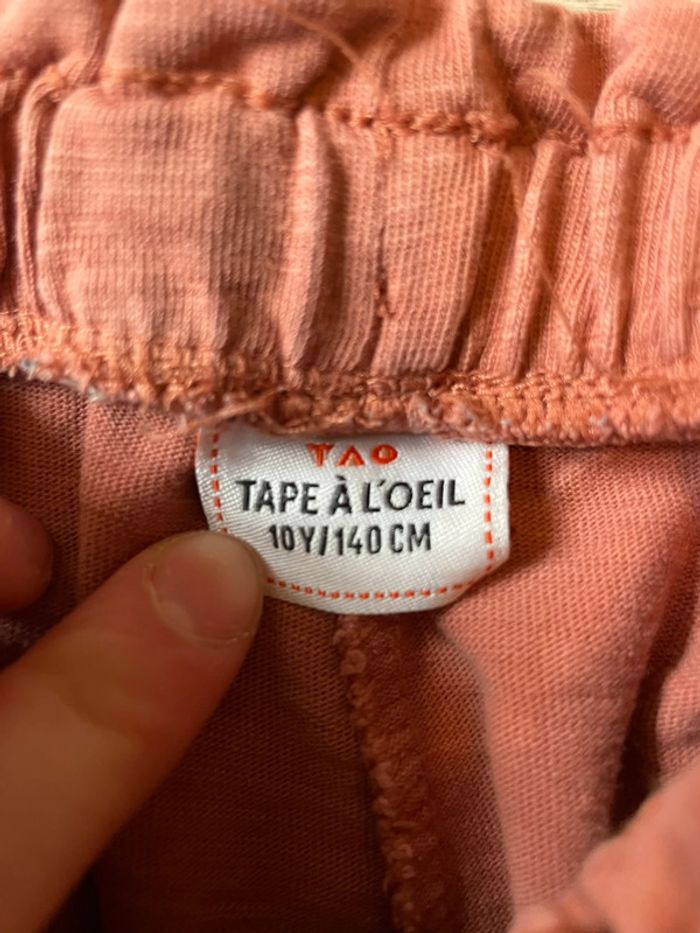 TAO
TAPE À L'OEIL
10Y/140 CM